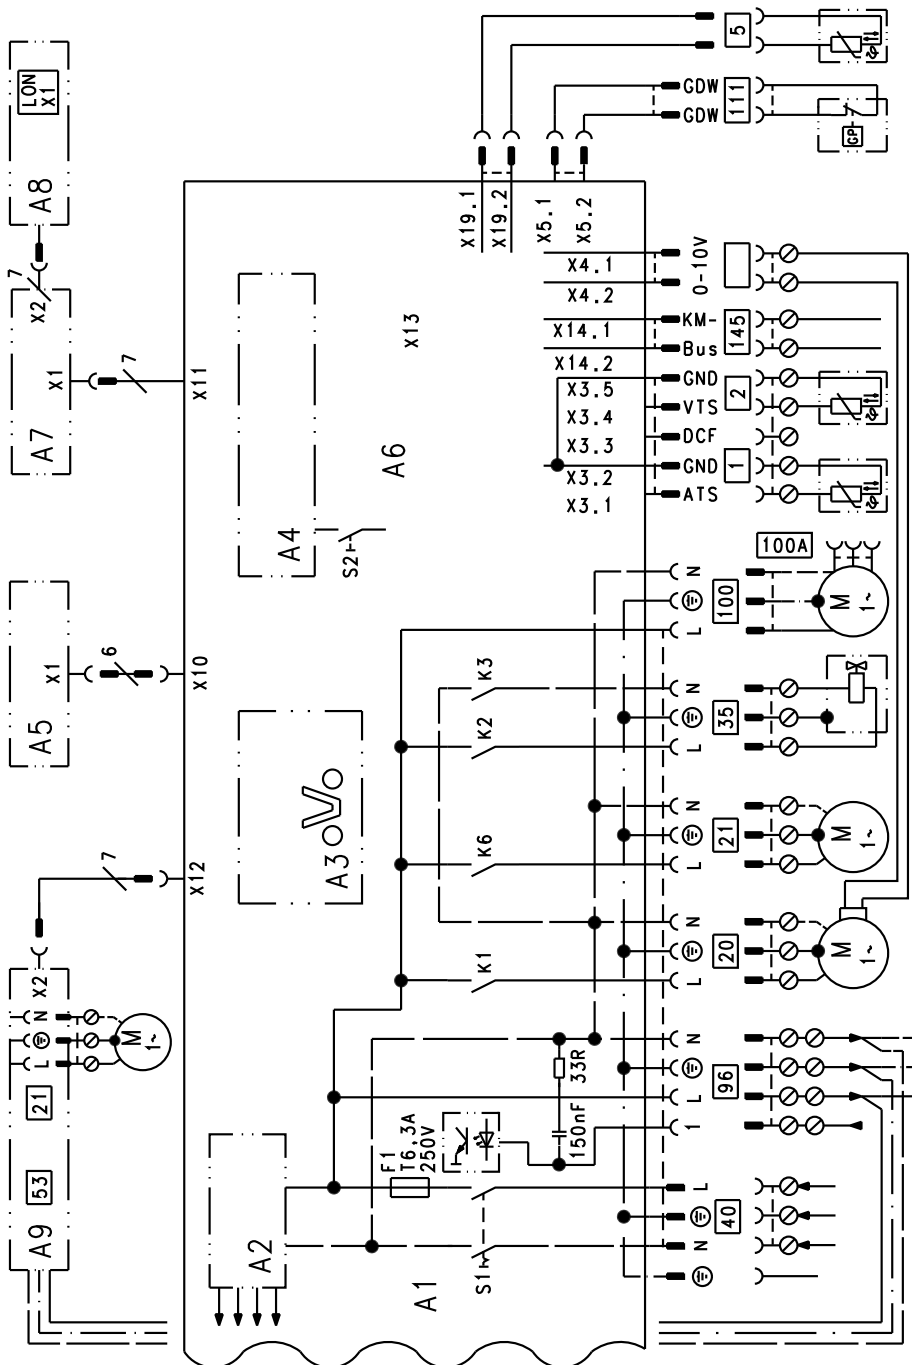 5
GDW
GDW
111
GP
LON
X1
A8
X19.1
X19.2
X5.1
X5.2
7
X2
X1
A7
7
X11
X13
A6
A4
S2
X4.1
X4.2
0-10V
X14.1
X14.2
KM-
Bus
145
X3.5
X3.4
X3.3
X3.2
X3.1
GND
VTS
DCF
GND
ATS
2
1
ϑ
ϑ
ϑ
100A
N
L
100
M
1~
X1
A5
6
X10
K3
K2
N
L
35
A3
K6
N
L
21
M
1~
7
X12
K1
N
L
20
M
1~
X2
N
L
M
1~
21
53
A9
33R
150nF
N
L
1
96
F1
T6,3A
250V
A2
S1
A1
L
N
40